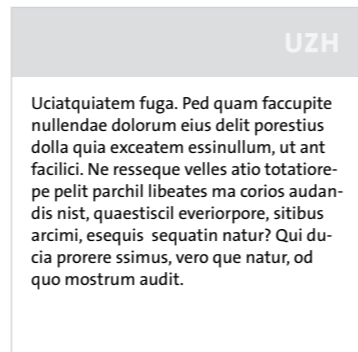 UZH
Uciatquiatem fuga. Ped quam faccupite
nullendae dolorum eius delit porestius
dolla quia exceatem essinullum, ut ant
facilici. Ne resseque velles atio totatiore-
pe pelit parchil libeates ma corios audan-
dis nist, quaestiscil everiorpore, sitibus
arcimi, esequis  sequatin natur? Qui du-
cia prorere ssimus, vero que natur, od
quo mostrum audit.